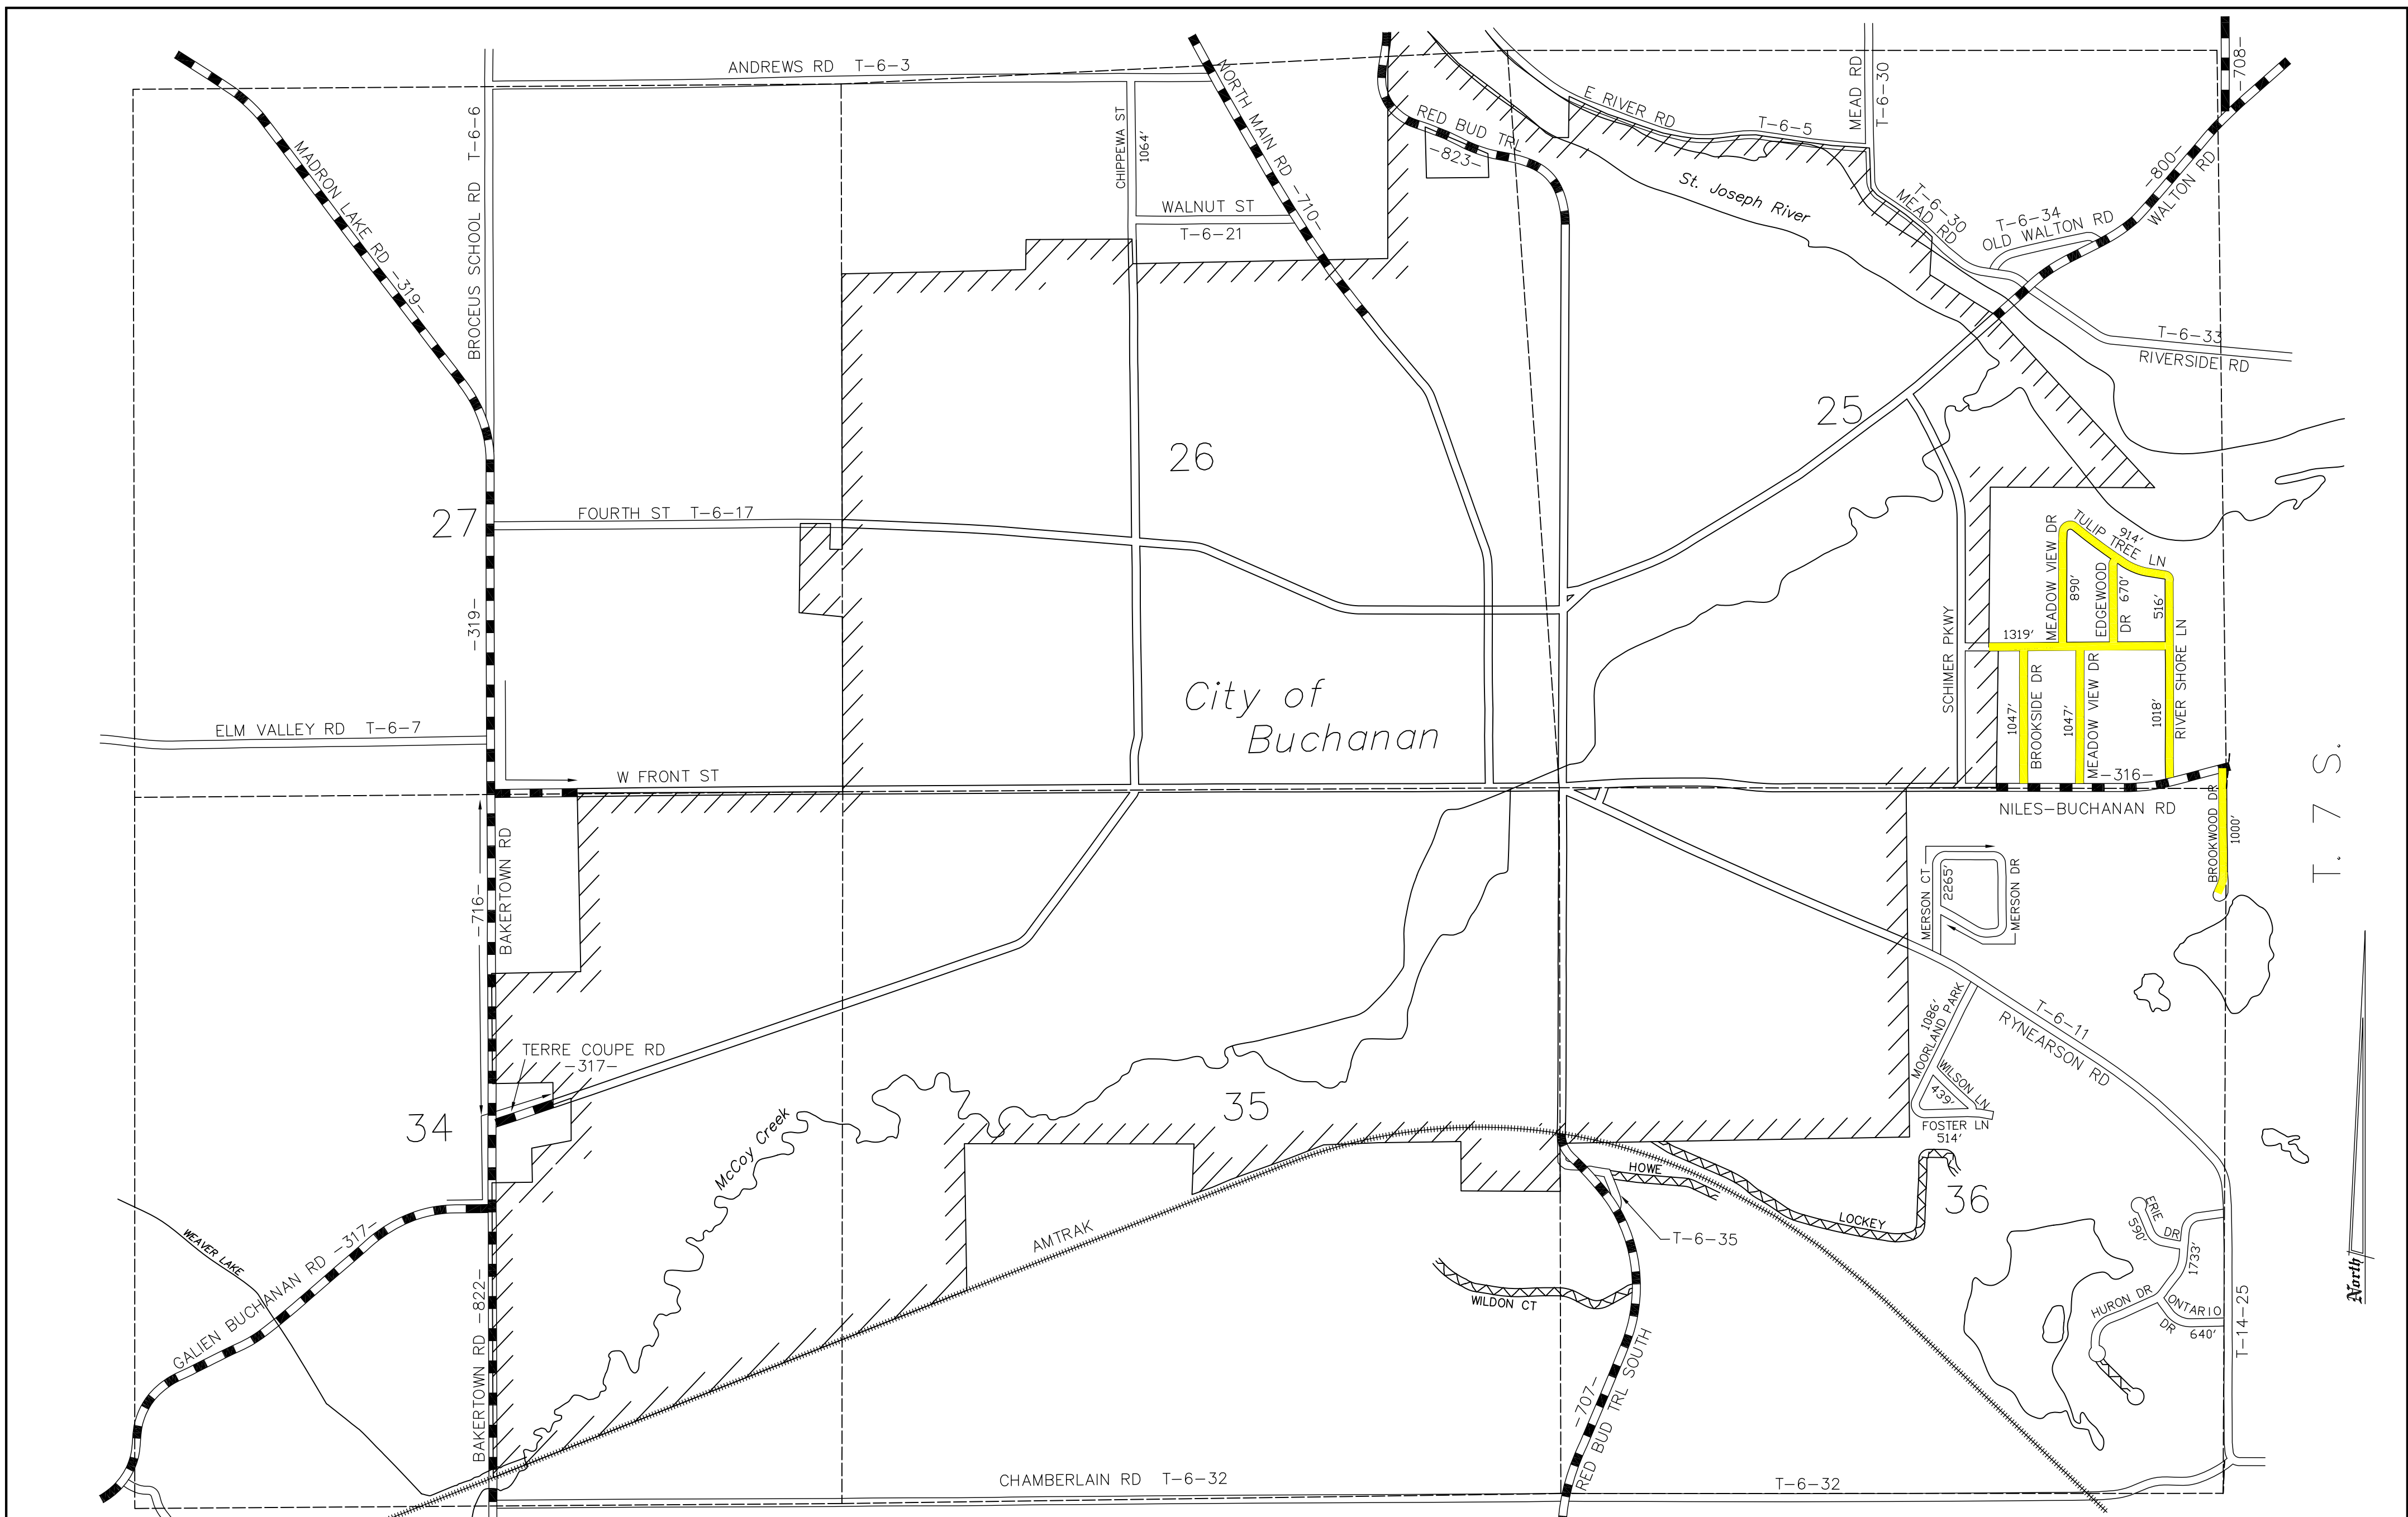 ANDREWS RD T-6-3
MADRON LAKE RD -319-
BROCEUS SCHOOL RD T-6-6
CHIPPEWA ST
1064'
NORTH MAIN RD -710-
WALNUT ST
T-6-21
RED BUD TRL
-823-
E RIVER RD
T-6-5
MEAD RD
T-6-30
St. Joseph River
T-6-30
MEAD RD
T-6-34
OLD WALTON RD
-800-
WALTON RD
-708-
T-6-33
RIVERSIDE RD
25
26
27
FOURTH ST T-6-17
-319-
ELM VALLEY RD T-6-7
W FRONT ST
City of
Buchanan
SCHIMER PKWY
MEADOW VIEW DR
890'
TULIP TREE LN
914'
EDGEWOOD
DR 670'
516'
RIVER SHORE LN
1319'
1047'
BROOKSIDE DR
1047'
MEADOW VIEW DR
1018'
-316-
NILES-BUCHANAN RD
BROOKWOOD DR
1000'
T. 7 S.
-716-
BAKERTOWN RD
MERSON CT
2265'
MERSON DR
T-6-11
RYNEARSON RD
1086'
MOORLAND PARK
WILSON LN
439'
FOSTER LN
514'
TERRE COUPE RD
-317-
34
35
36
McCoy Creek
AMTRAK
HOWE
LOCKEY
T-6-35
WILDON CT
WEAVER LAKE
GALIEN BUCHANAN RD -317-
BAKERTOWN RD -822-
-707-
RED BUD TRL SOUTH
ERIE DR
590'
1733'
HURON DR
ONTARIO
DR 640'
T-14-25
North
CHAMBERLAIN RD T-6-32
T-6-32